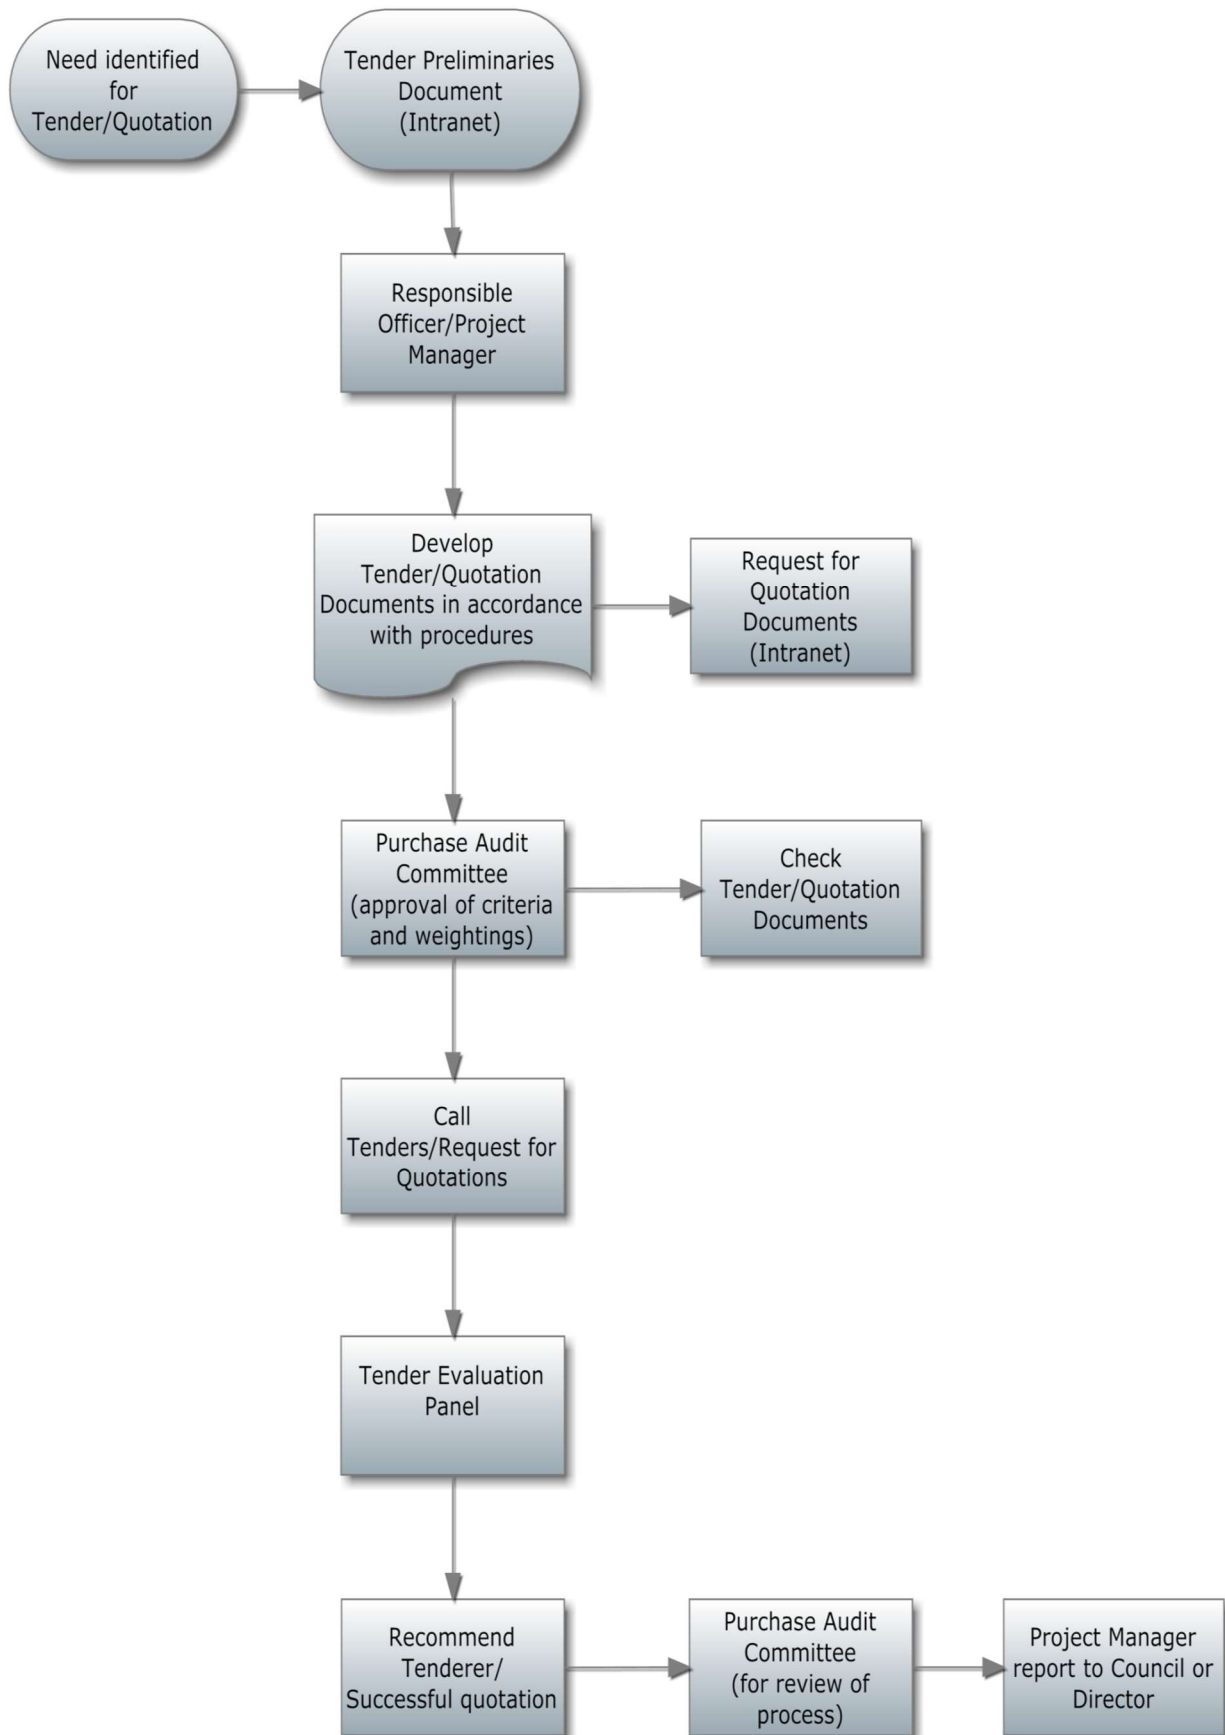 Need identified
for
Tender/Quotation
Tender Preliminaries
Document
(Intranet)
Responsible
Officer/Project
Manager
Develop
Tender/Quotation
Documents in accordance
with procedures
Request for
Quotation
Documents
(Intranet)
Purchase Audit
Committee
(approval of criteria
and weightings)
Check
Tender/Quotation
Documents
Call
Tenders/Request for
Quotations
Tender Evaluation
Panel
Recommend
Tenderer/
Successful quotation
Purchase Audit
Committee
(for review of
process)
Project Manager
report to Council or
Director